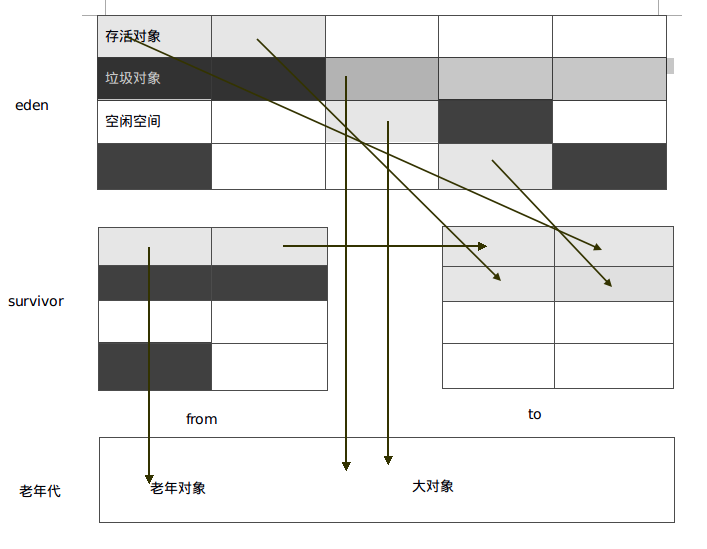 存活对象
垃圾对象
eden
空闲空间
survivor
from
to
老年代
老年对象
大对象